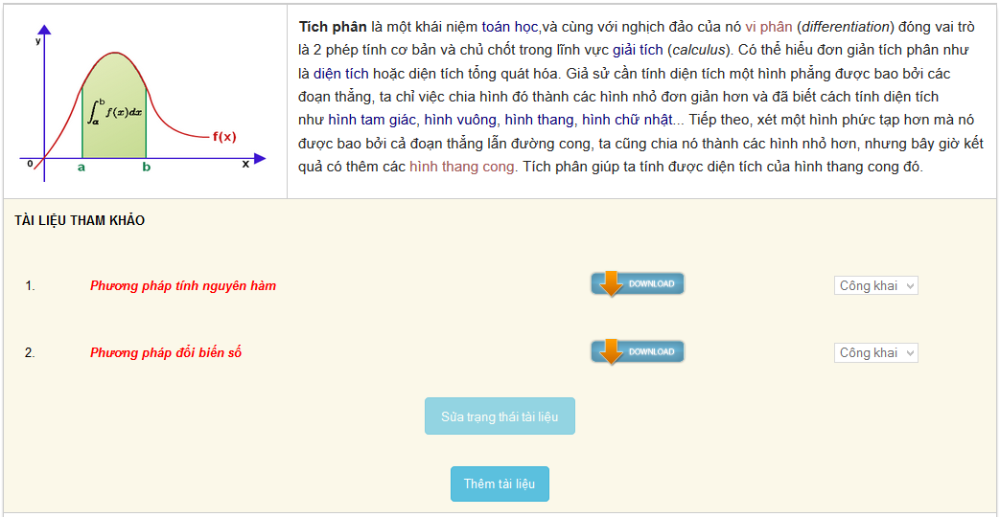 y
∫ₐᵇ f(x)dx
f(x)
0
a
b
x
Tích phân là một khái niệm toán học,và cùng với nghịch đảo của nó vi phân (differentiation) đóng vai trò
là 2 phép tính cơ bản và chủ chốt trong lĩnh vực giải tích (calculus). Có thể hiểu đơn giản tích phân như
là diện tích hoặc diện tích tổng quát hóa. Giả sử cần tính diện tích một hình phẳng được bao bởi các
đoạn thẳng, ta chỉ việc chia hình đó thành các hình nhỏ đơn giản hơn và đã biết cách tính diện tích
như hình tam giác, hình vuông, hình thang, hình chữ nhật... Tiếp theo, xét một hình phức tạp hơn mà nó
được bao bởi cả đoạn thẳng lẫn đường cong, ta cũng chia nó thành các hình nhỏ hơn, nhưng bây giờ kết
quả có thêm các hình thang cong. Tích phân giúp ta tính được diện tích của hình thang cong đó.
TÀI LIỆU THAM KHẢO
1. Phương pháp tính nguyên hàm DOWNLOAD Công khai
2. Phương pháp đổi biến số DOWNLOAD Công khai
Sửa trạng thái tài liệu
Thêm tài liệu